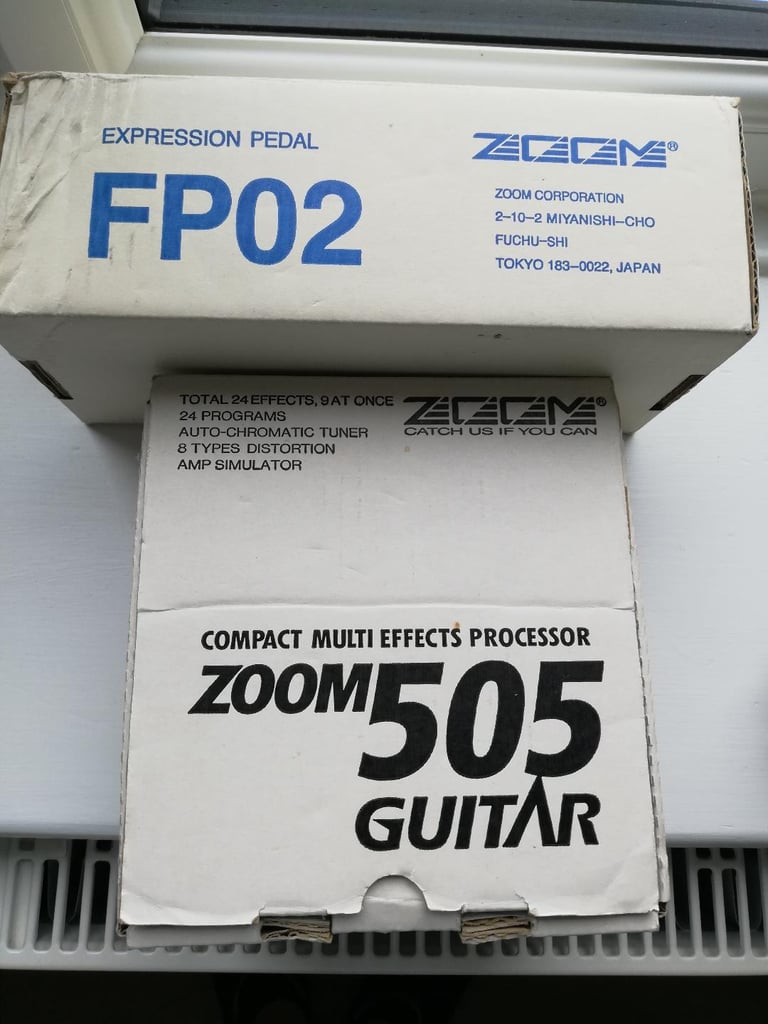 EXPRESSION PEDAL
FP02
ZOOM®
ZOOM CORPORATION
2-10-2 MIYANISHI-CHO
FUCHU-SHI
TOKYO 183-0022, JAPAN
TOTAL 24 EFFECTS, 9 AT ONCE
24 PROGRAMS
AUTO-CHROMATIC TUNER
8 TYPES DISTORTION
AMP SIMULATOR
ZOOM®
CATCH US IF YOU CAN
COMPACT MULTI EFFECTS PROCESSOR
ZOOM 505
GUITAR